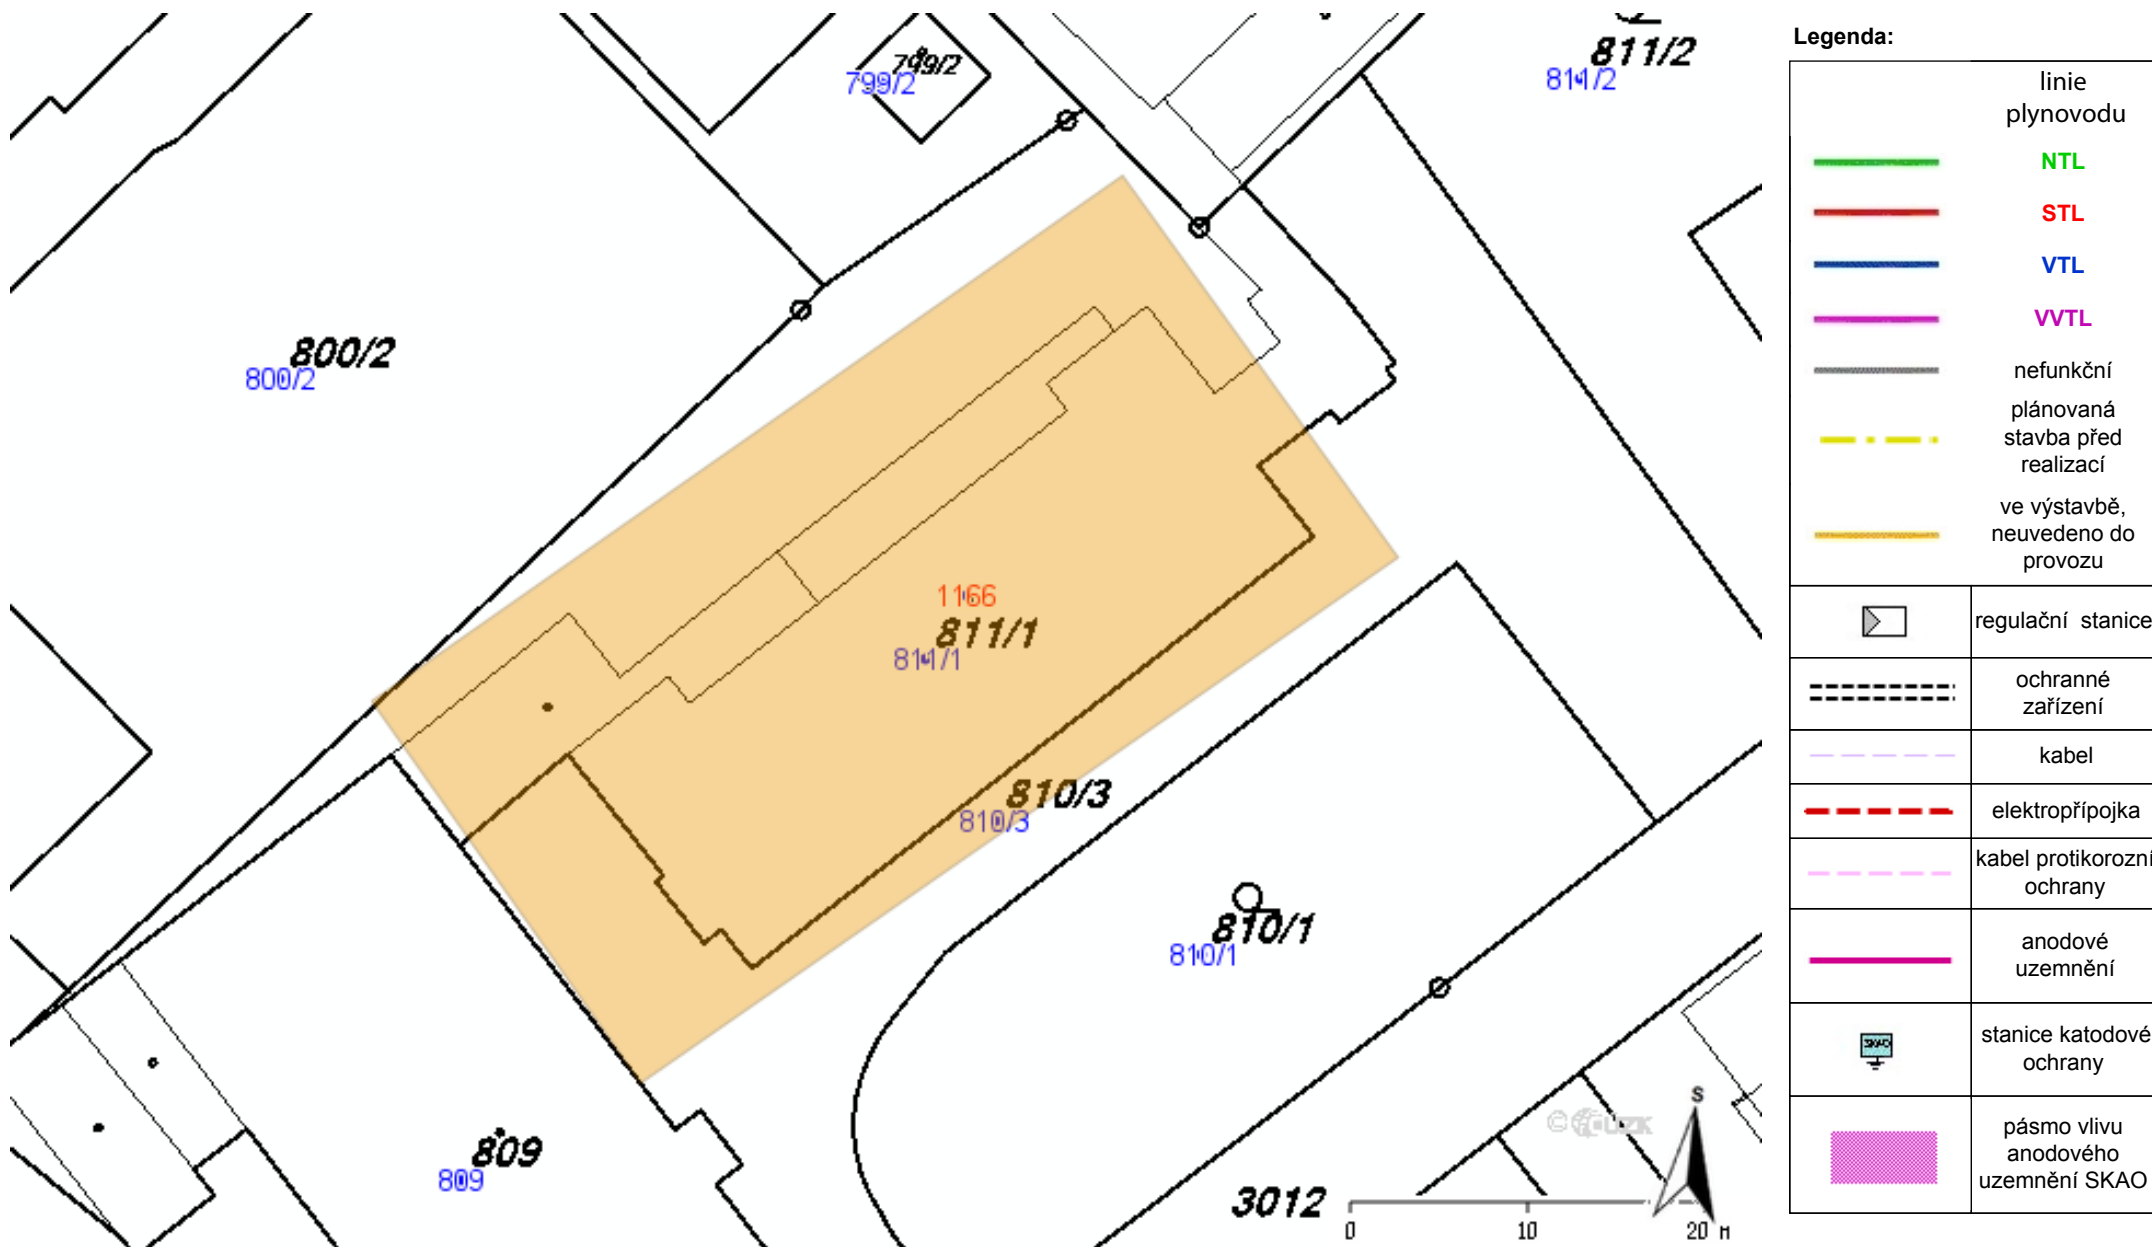 799/2
799/2
811/2
811/2
800/2
800/2
1166
811/1
811/1
810/3
810/3
810/1
810/1
809
809
3012
S
0
10
20 M
Legenda:
linie
plynovodu
NTL
STL
VTL
VVTL
nefunkční
plánovaná
stavba před
realizací
ve výstavbě,
neuvedeno do
provozu
regulační stanice
ochranné
zařízení
kabel
elektropřípojka
kabel protikorozní
ochrany
anodové
uzemnění
SKAO
stanice katodové
ochrany
pásmo vlivu
anodového
uzemnění SKAO